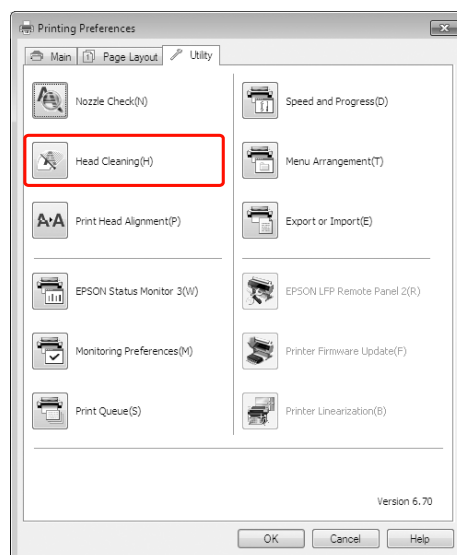 Printing Preferences
Main
1
Page Layout
Utility
Nozzle Check(N)
Speed and Progress(D)
Head Cleaning(H)
Menu Arrangement(T)
A A
Print Head Alignment(P)
Export or Import(E)
EPSON Status Monitor 3(W)
EPSON LFP Remote Panel 2(R)
Monitoring Preferences(M)
Printer Firmware Update(F)
Print Queue(S)
Printer Linearization(B)
Version 6.70
OK
Cancel
Help